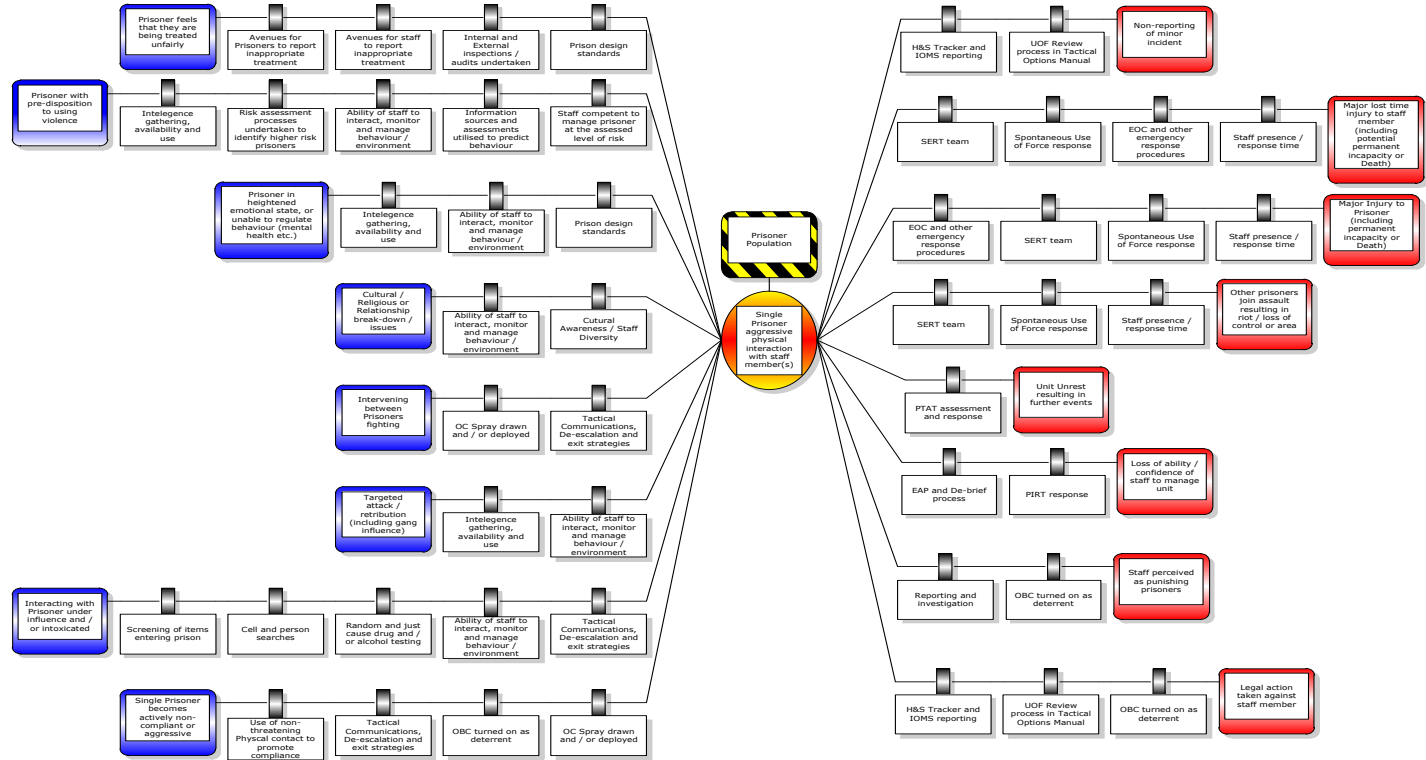 Prisoner feels
that they are
being treated
unfairly
Avenues for
Prisoners to report
inappropriate
treatment
Avenues for staff
to report
inappropriate
treatment
Internal and
External
inspections /
audits undertaken
Prison design
standards
Prisoner with
pre-disposition
to using
violence
Intelegence
gathering,
availability and
use
Risk assessment
processes
undertaken to
identify higher risk
prisoners
Ability of staff to
interact, monitor
and manage
behaviour /
environment
Information
sources and
assessments
utilised to predict
behaviour
Staff competent to
manage prisoner
at the assessed
level of risk
Prisoner in
heightened
emotional state, or
unable to regulate
behaviour (mental
health etc.)
Intelegence
gathering,
availability and
use
Ability of staff to
interact, monitor
and manage
behaviour /
environment
Prison design
standards
Cultural /
Religious or
Relationship
break-down /
issues
Ability of staff to
interact, monitor
and manage
behaviour /
environment
Cutural
Awareness / Staff
Diversity
Intervening
between
Prisoners
fighting
OC Spray drawn
and / or deployed
Tactical
Communications,
De-escalation and
exit strategies
Targeted
attack /
retribution
(including gang
influence)
Intelegence
gathering,
availability and
use
Ability of staff to
interact, monitor
and manage
behaviour /
environment
Interacting with
Prisoner under
influence and /
or intoxicated
Screening of items
entering prison
Cell and person
searches
Random and just
cause drug and /
or alcohol testing
Ability of staff to
interact, monitor
and manage
behaviour /
environment
Tactical
Communications,
De-escalation and
exit strategies
Single Prisoner
becomes
actively non-
compliant or
aggressive
Use of non-
threatening
Physcal contact to
promote
compliance
Tactical
Communications,
De-escalation and
exit strategies
OBC turned on as
deterrent
OC Spray drawn
and / or deployed
Prisoner
Population
Single
Prisoner
aggressive
physical
interaction
with staff
member(s)
H&S Tracker and
IOMS reporting
UOF Review
process in Tactical
Options Manual
Non-reporting
of minor
incident
SERT team
Spontaneous Use
of Force response
EOC and other
emergency
response
procedures
Staff presence /
response time
Major lost time
injury to staff
member
(including
potential
permanent
incapacity or
Death)
EOC and other
emergency
response
procedures
SERT team
Spontaneous Use
of Force response
Staff presence /
response time
Major Injury to
Prisoner
(including
permanent
incapacity or
Death)
SERT team
Spontaneous Use
of Force response
Staff presence /
response time
Other prisoners
join assault
resulting in
riot / loss of
control or area
PTAT assessment
and response
Unit Unrest
resulting in
further events
EAP and De-brief
process
PIRT response
Loss of ability /
confidence of
staff to manage
unit
Reporting and
investigation
OBC turned on as
deterrent
Staff perceived
as punishing
prisoners
H&S Tracker and
IOMS reporting
UOF Review
process in Tactical
Options Manual
OBC turned on as
deterrent
Legal action
taken against
staff member